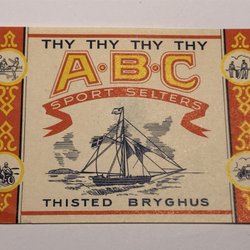 THY THY THY THY
A·B·C
SPORT SELTERS
THISTED BRYGHUS